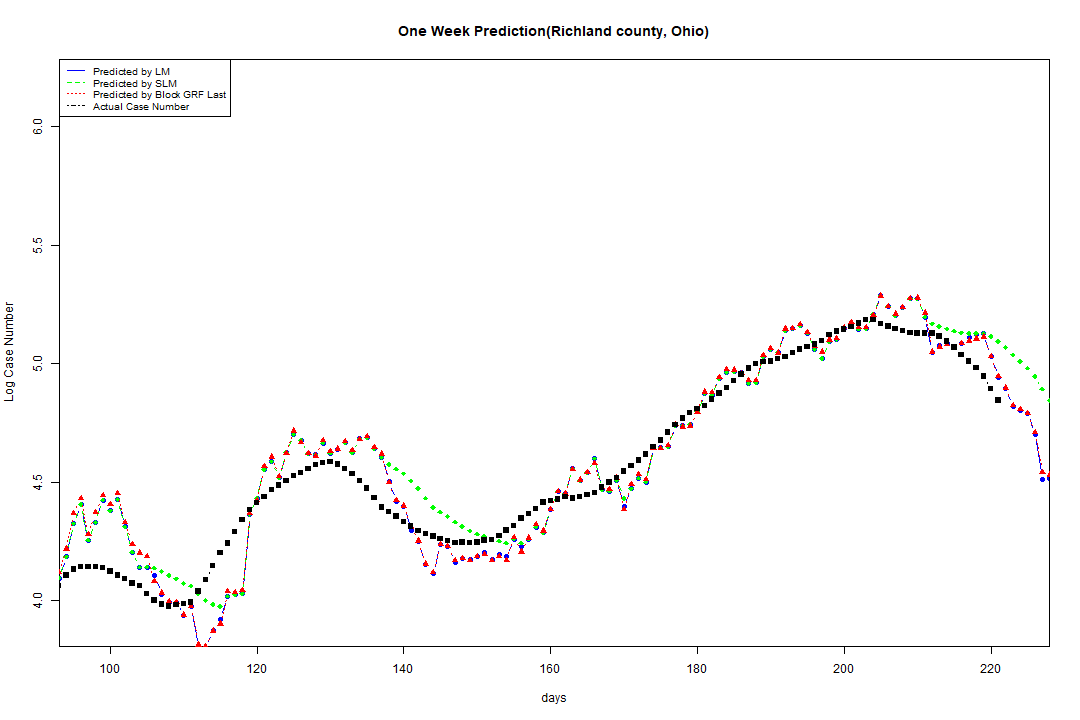 One Week Prediction(Richland county, Ohio)
Predicted by LM
Predicted by SLM
Predicted by Block GRF Last
Actual Case Number
6.0
5.5
5.0
4.5
4.0
Log Case Number
100 120 140 160 180 200 220
days